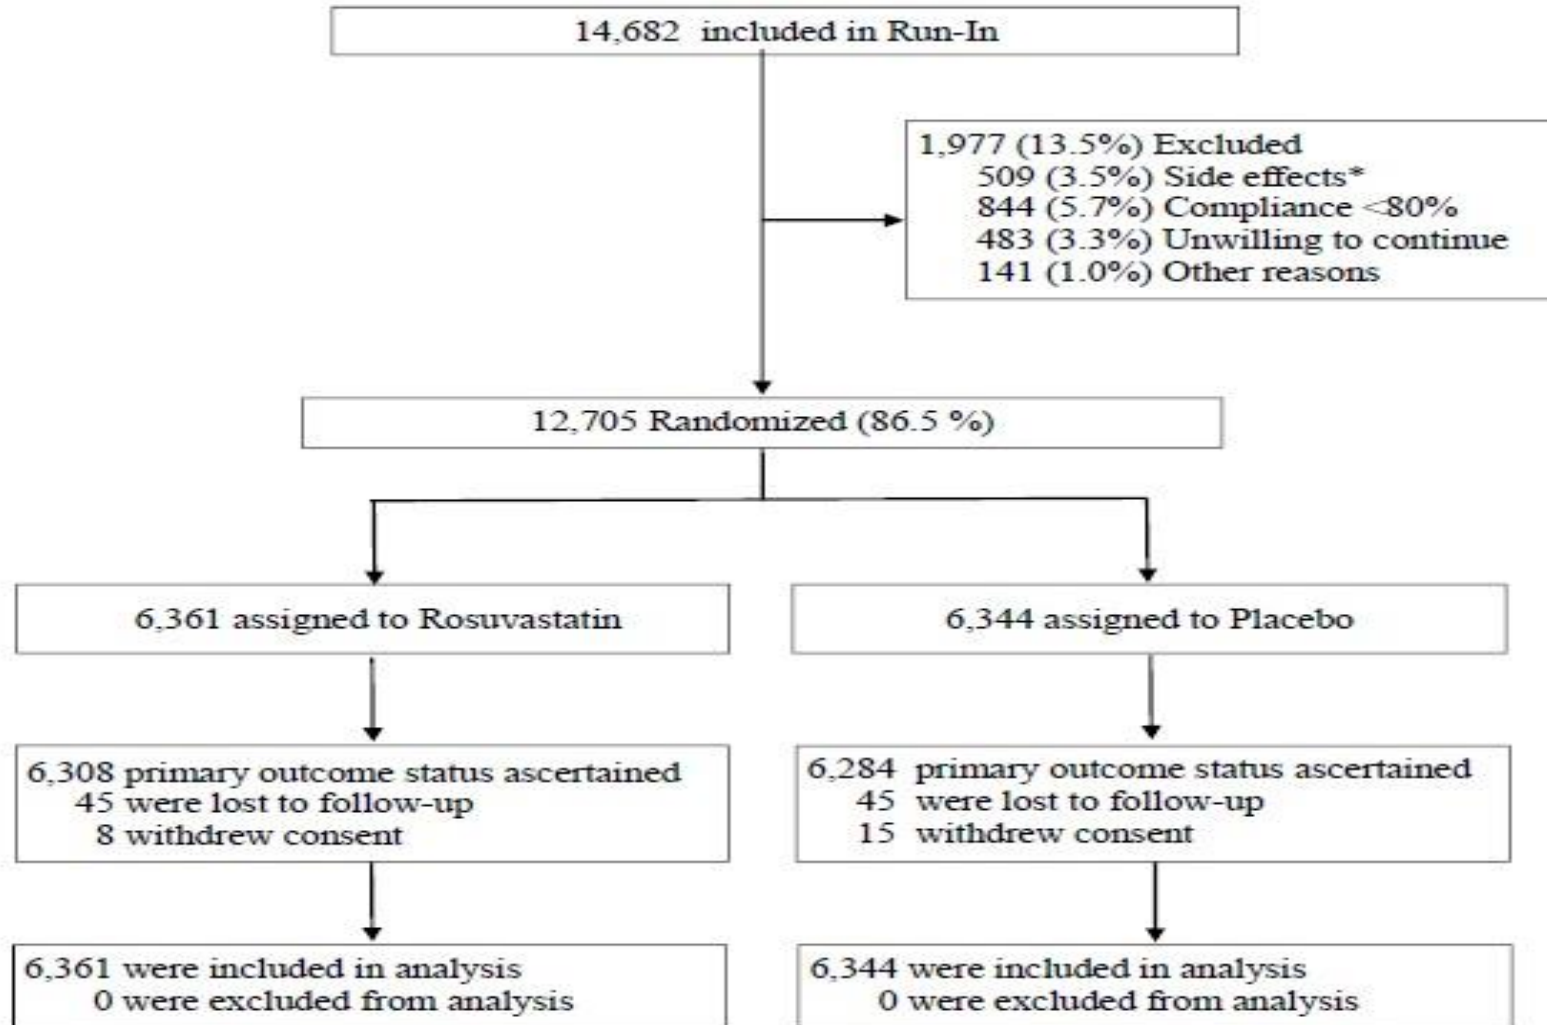 14,682 included in Run-In
1,977 (13.5%) Excluded
509 (3.5%) Side effects*
844 (5.7%) Compliance <80%
483 (3.3%) Unwilling to continue
141 (1.0%) Other reasons
12,705 Randomized (86.5 %)
6,361 assigned to Rosuvastatin
6,344 assigned to Placebo
6,308 primary outcome status ascertained
45 were lost to follow-up
8 withdrew consent
6,284 primary outcome status ascertained
45 were lost to follow-up
15 withdrew consent
6,361 were included in analysis
0 were excluded from analysis
6,344 were included in analysis
0 were excluded from analysis